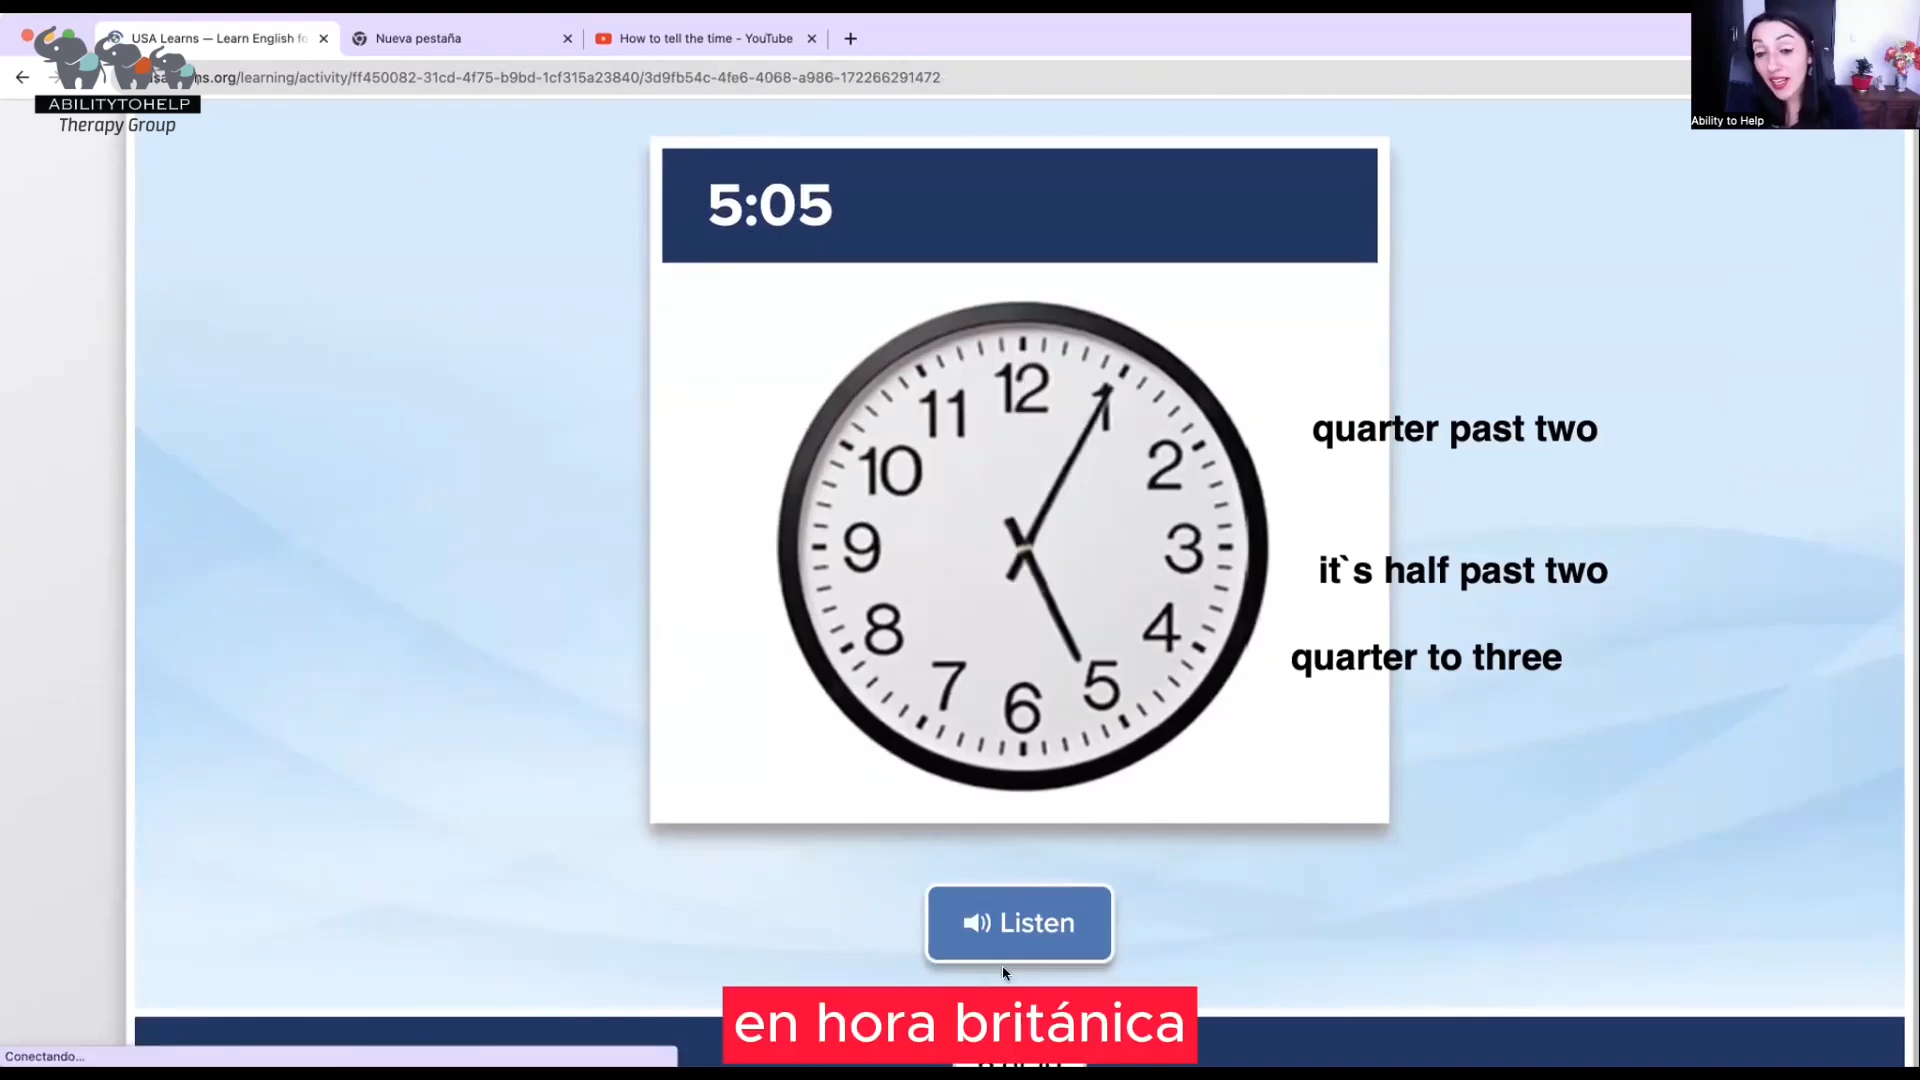 USA Learns — Learn English fo
Nueva pestaña
How to tell the time - YouTube
ns.org/learning/activity/ff450082-31cd-4f75-b9bd-1cf315a23840/3d9fb54c-4fe6-4068-a986-172266291472
ABILITYTOHELP
Therapy Group
Ability to Help
5:05
12
11
1
10
2
9
3
8
4
7
5
6
quarter past two
it`s half past two
quarter to three
Listen
en hora británica
Conectando...